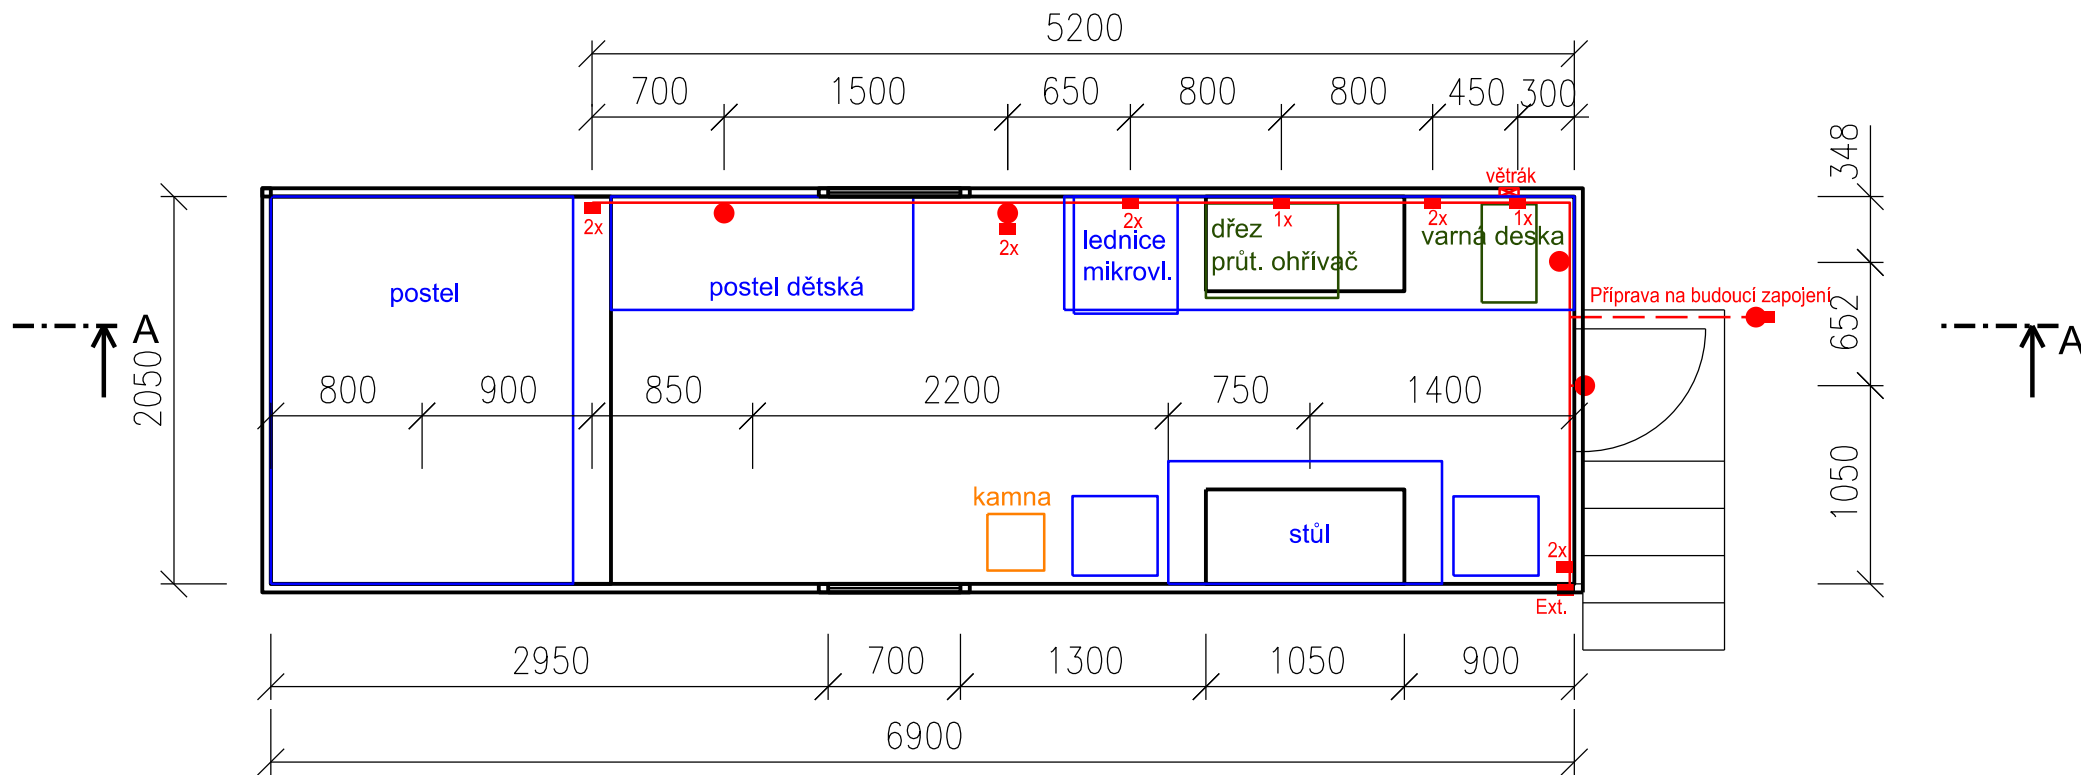 5200
700 1500 650 800 800 450 300
348
větrák
2x 2x 2x 1x 2x 1x
lednice
mikrovl.
dřez
průt. ohřívač
varná deska
postel
postel dětská
Příprava na budoucí zapojení
A
A
652
2050
800 900 850 2200 750 1400
1050
kamna
stůl
2x
Ext.
2950 700 1300 1050 900
6900